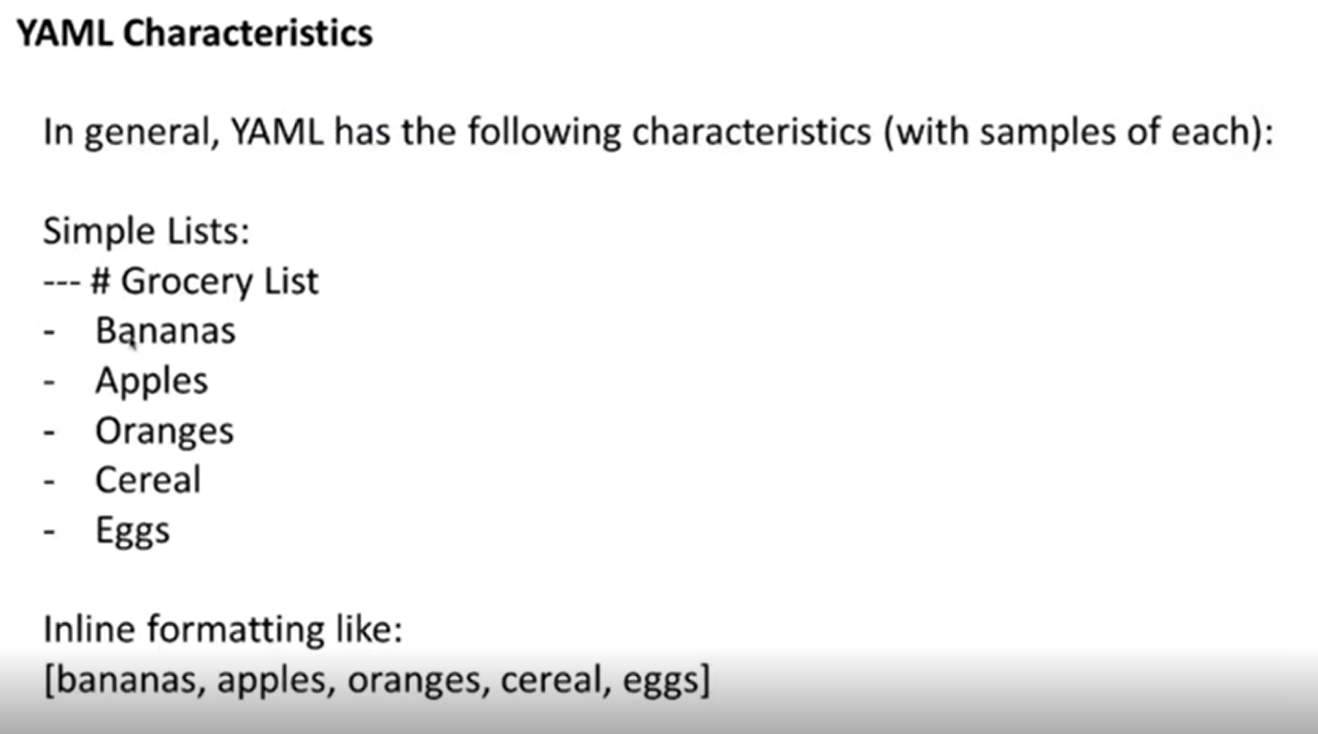 YAML Characteristics
In general, YAML has the following characteristics (with samples of each):
Simple Lists:
--- # Grocery List
- Bananas
- Apples
- Oranges
- Cereal
- Eggs
Inline formatting like:
[bananas, apples, oranges, cereal, eggs]